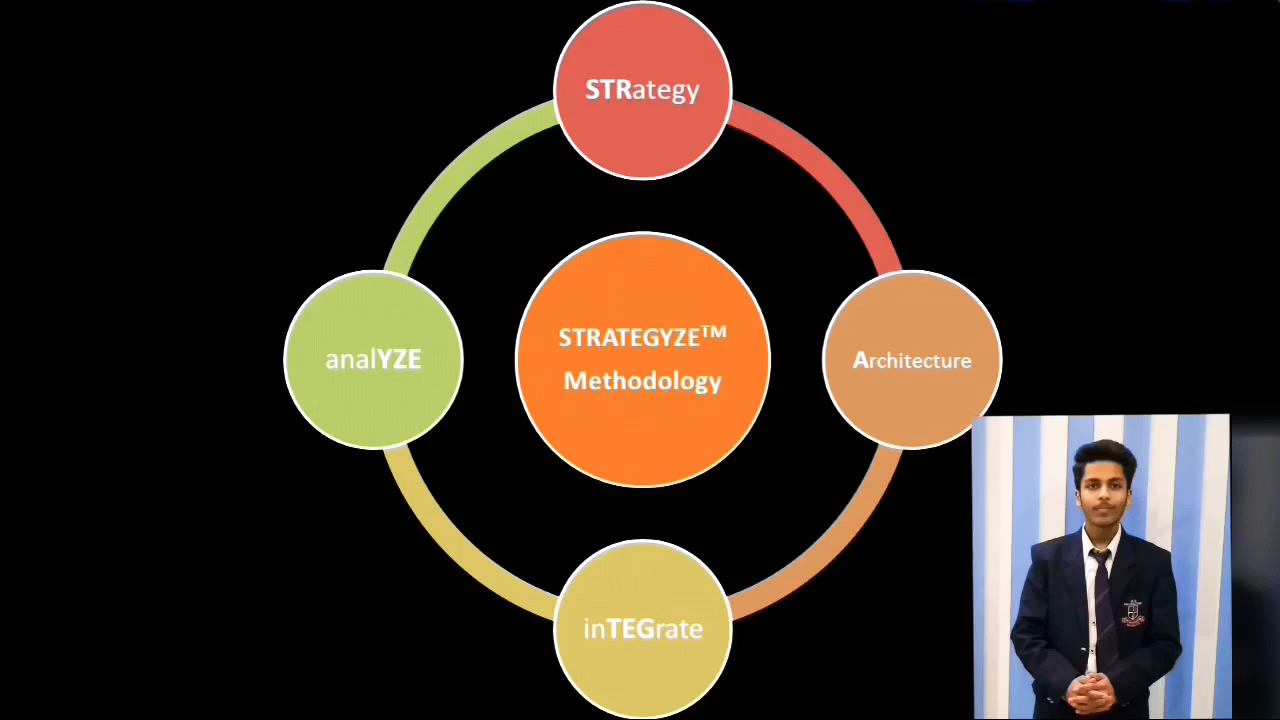 STRategy
analYZE
STRATEGYZE™
Methodology
Architecture
inTEGrate